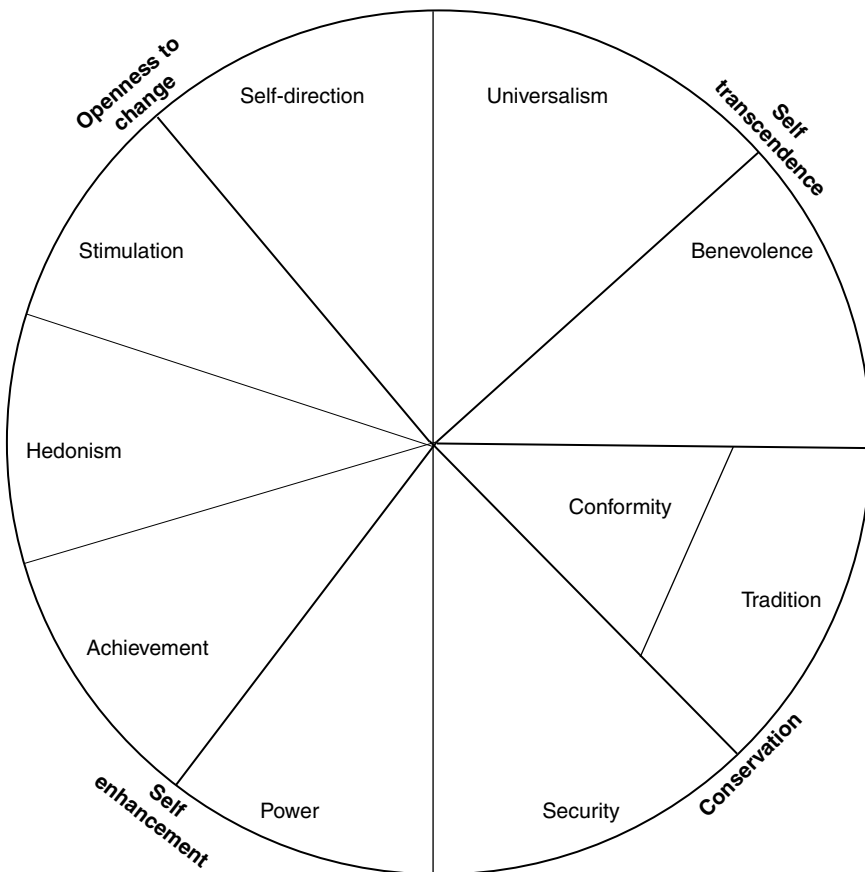 Openness to
change
Self-direction
Universalism
Self
transcendence
Stimulation
Benevolence
Hedonism
Conformity
Tradition
Achievement
Self
enhancement
Power
Security
Conservation